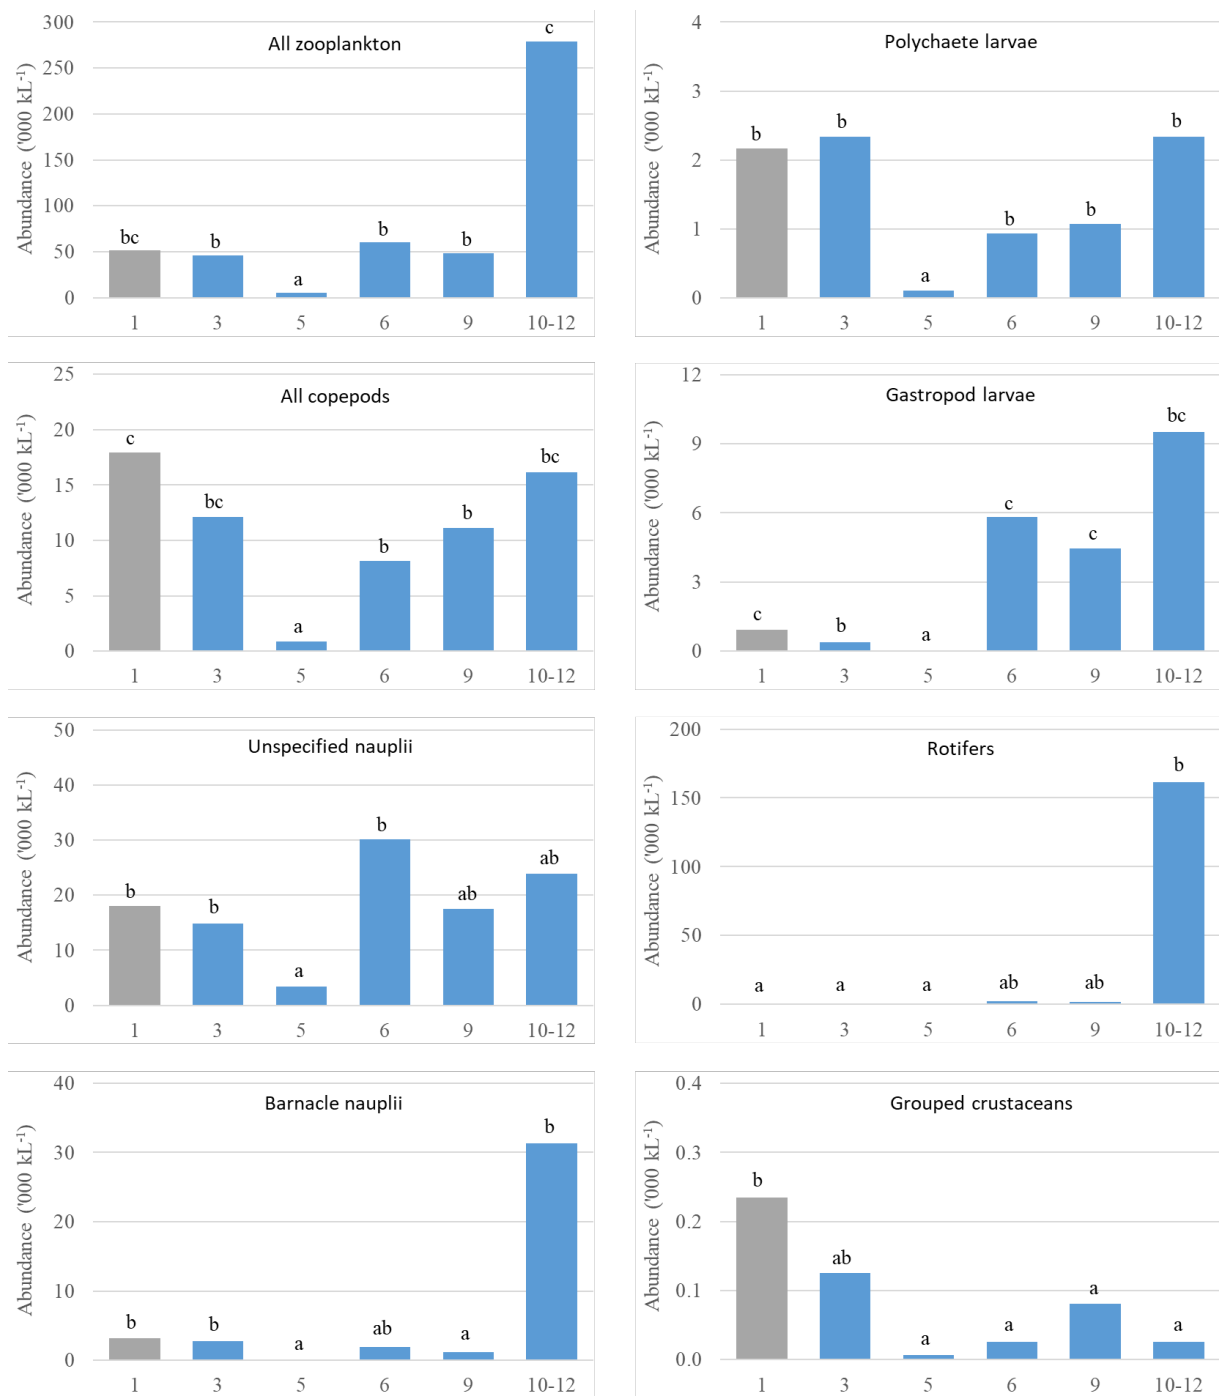 All zooplankton
Abundance ('000 kL⁻¹)
300
250
200
150
100
50
0
bc
b
a
b
b
c
1 3 5 6 9 10-12
Polychaete larvae
Abundance ('000 kL⁻¹)
4
3
2
1
0
b
b
a
b
b
b
1 3 5 6 9 10-12
All copepods
Abundance ('000 kL⁻¹)
25
20
15
10
5
0
c
bc
a
b
b
bc
1 3 5 6 9 10-12
Gastropod larvae
Abundance ('000 kL⁻¹)
12
9
6
3
0
c
b
a
c
c
bc
1 3 5 6 9 10-12
Unspecified nauplii
Abundance ('000 kL⁻¹)
50
40
30
20
10
0
b
b
a
b
ab
ab
1 3 5 6 9 10-12
Rotifers
Abundance ('000 kL⁻¹)
200
150
100
50
0
a
a
a
ab
ab
b
1 3 5 6 9 10-12
Barnacle nauplii
Abundance ('000 kL⁻¹)
40
30
20
10
0
b
b
a
ab
a
b
1 3 5 6 9 10-12
Grouped crustaceans
Abundance ('000 kL⁻¹)
0.4
0.3
0.2
0.1
0.0
b
ab
a
a
a
a
1 3 5 6 9 10-12